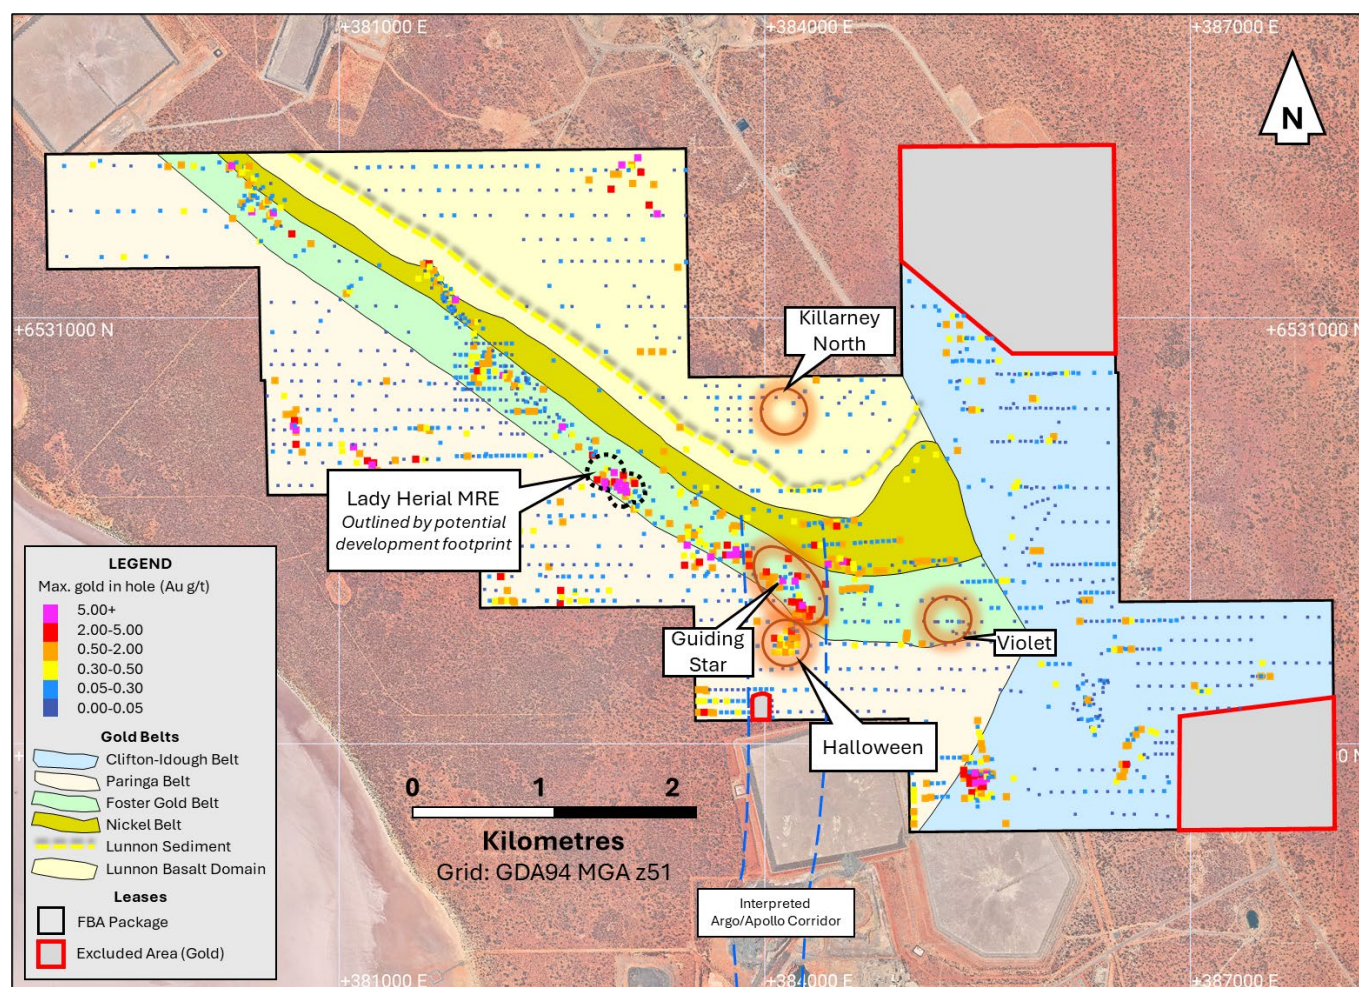 +381000 E
+384000 E
+387000 E
N
+6531000 N
+6531000 N
Killarney
North
Lady Herial MRE
Outlined by potential
development footprint
Guiding
Star
Violet
Halloween
LEGEND
Max. gold in hole (Au g/t)
5.00+
2.00-5.00
0.50-2.00
0.30-0.50
0.05-0.30
0.00-0.05
Gold Belts
Clifton-Idough Belt
Paringa Belt
Foster Gold Belt
Nickel Belt
Lunnon Sediment
Lunnon Basalt Domain
Leases
FBA Package
Excluded Area (Gold)
0 1 2
Kilometres
Grid: GDA94 MGA z51
Interpreted
Argo/Apollo Corridor
0 N
+381000 E
+384000 E
+387000 E